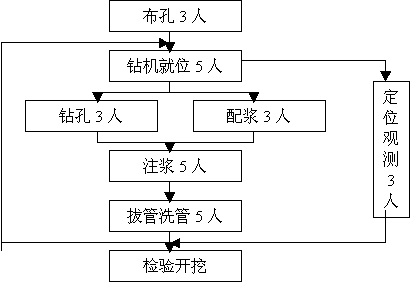 布孔 3 人
钻机就位 5 人
钻孔 3 人
配浆 3 人
定位观测3人
注浆 5 人
拔管洗管 5 人
检验开挖